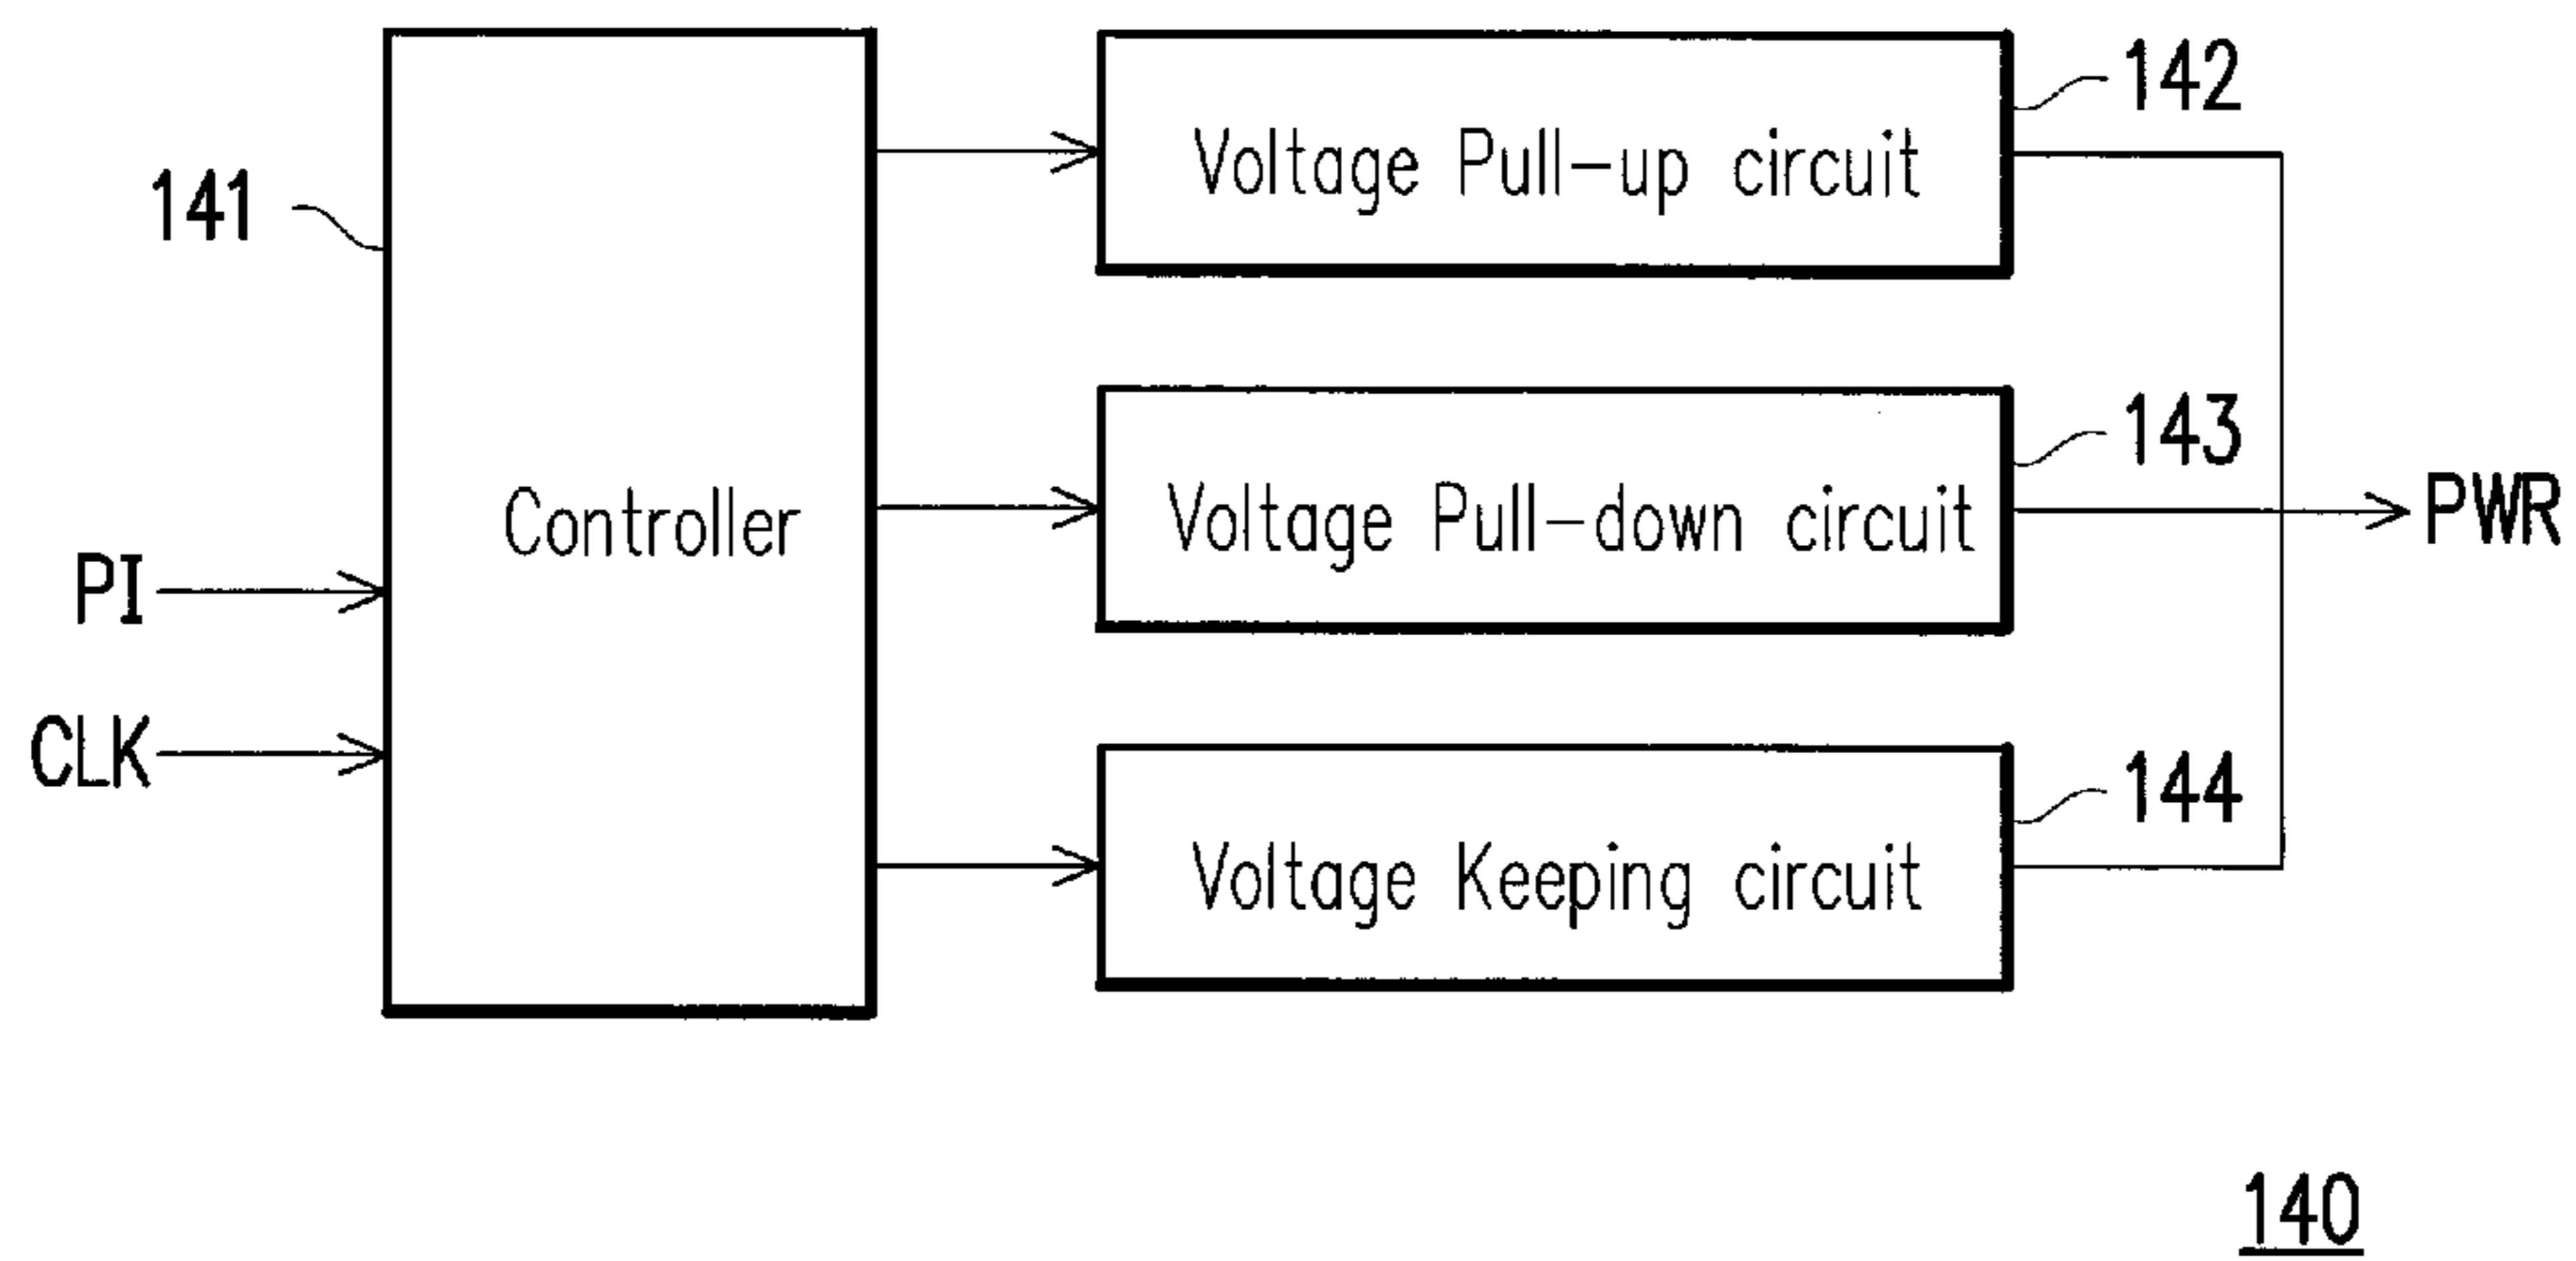 142
Voltage Pull-up circuit
141
143
Controller
Voltage Pull-down circuit
PWR
PI
CLK
144
Voltage Keeping circuit
140